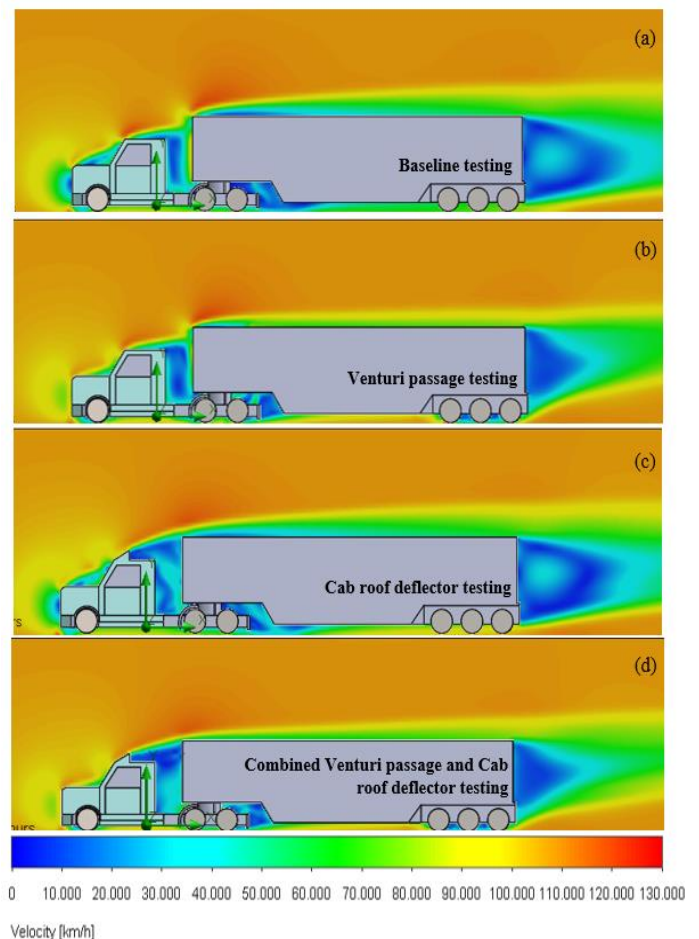 (a)
Baseline testing
(b)
Venturi passage testing
(c)
Cab roof deflector testing
rs
(d)
Combined Venturi passage and Cab
roof deflector testing
ours
0 10.000 20.000 30.000 40.000 50.000 60.000 70.000 80.000 90.000 100.000 110.000 120.000 130.000
Velocity [km/h]